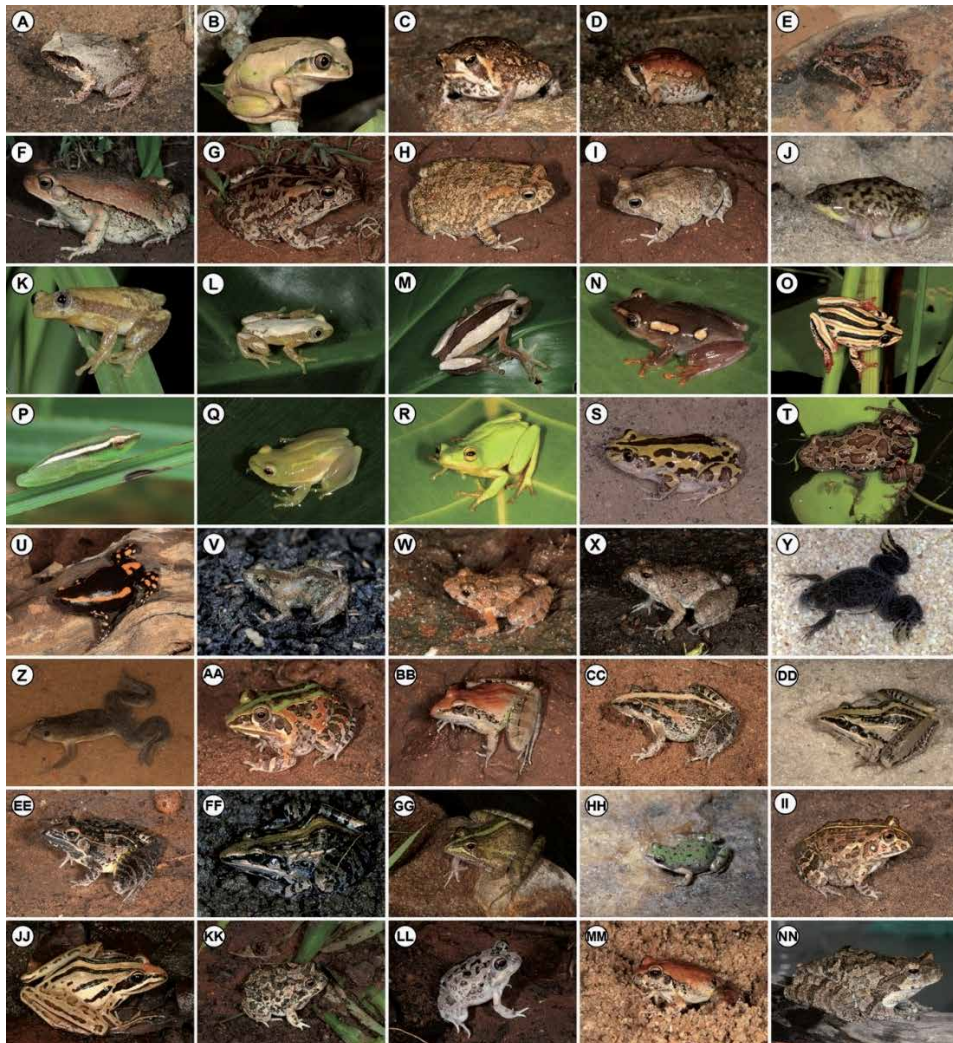 A B C D E
F G H I J
K L M N O
P Q R S T
U V W X Y
Z AA BB CC DD
EE FF GG HH II
JJ KK LL MM NN